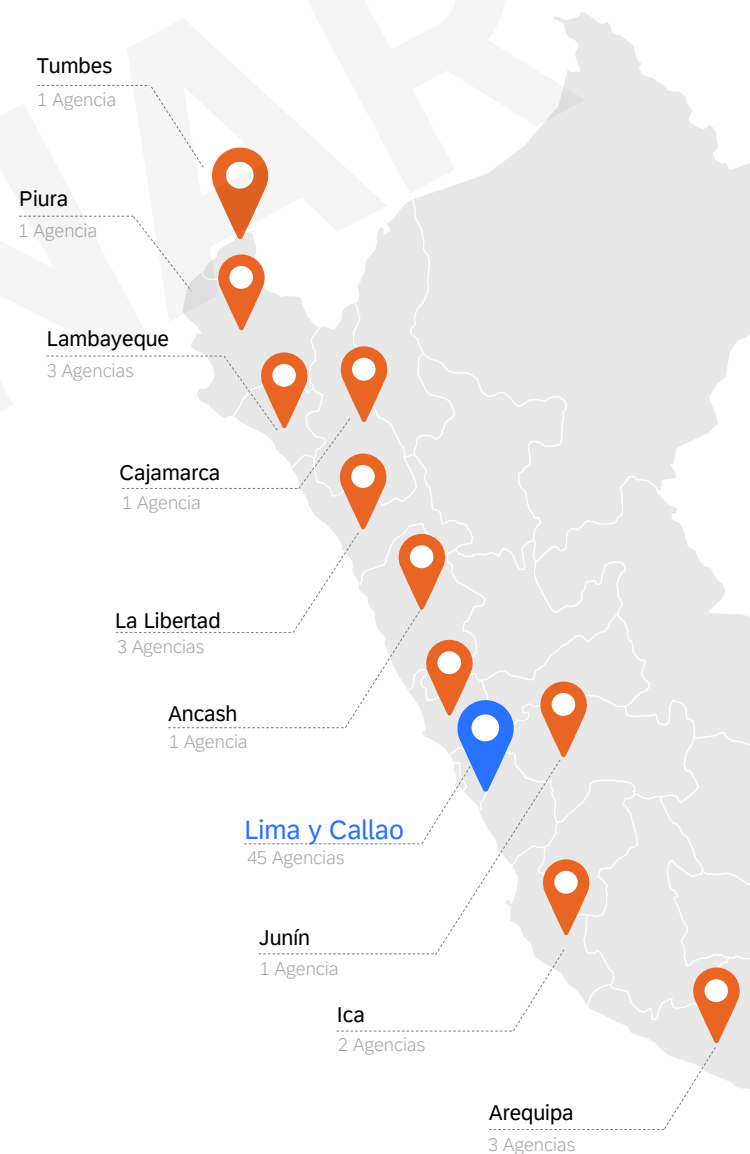 Tumbes
1 Agencia
Piura
1 Agencia
Lambayeque
3 Agencias
Cajamarca
1 Agencia
La Libertad
3 Agencias
Ancash
1 Agencia
Lima y Callao
45 Agencias
Junín
1 Agencia
Ica
2 Agencias
Arequipa
3 Agencias